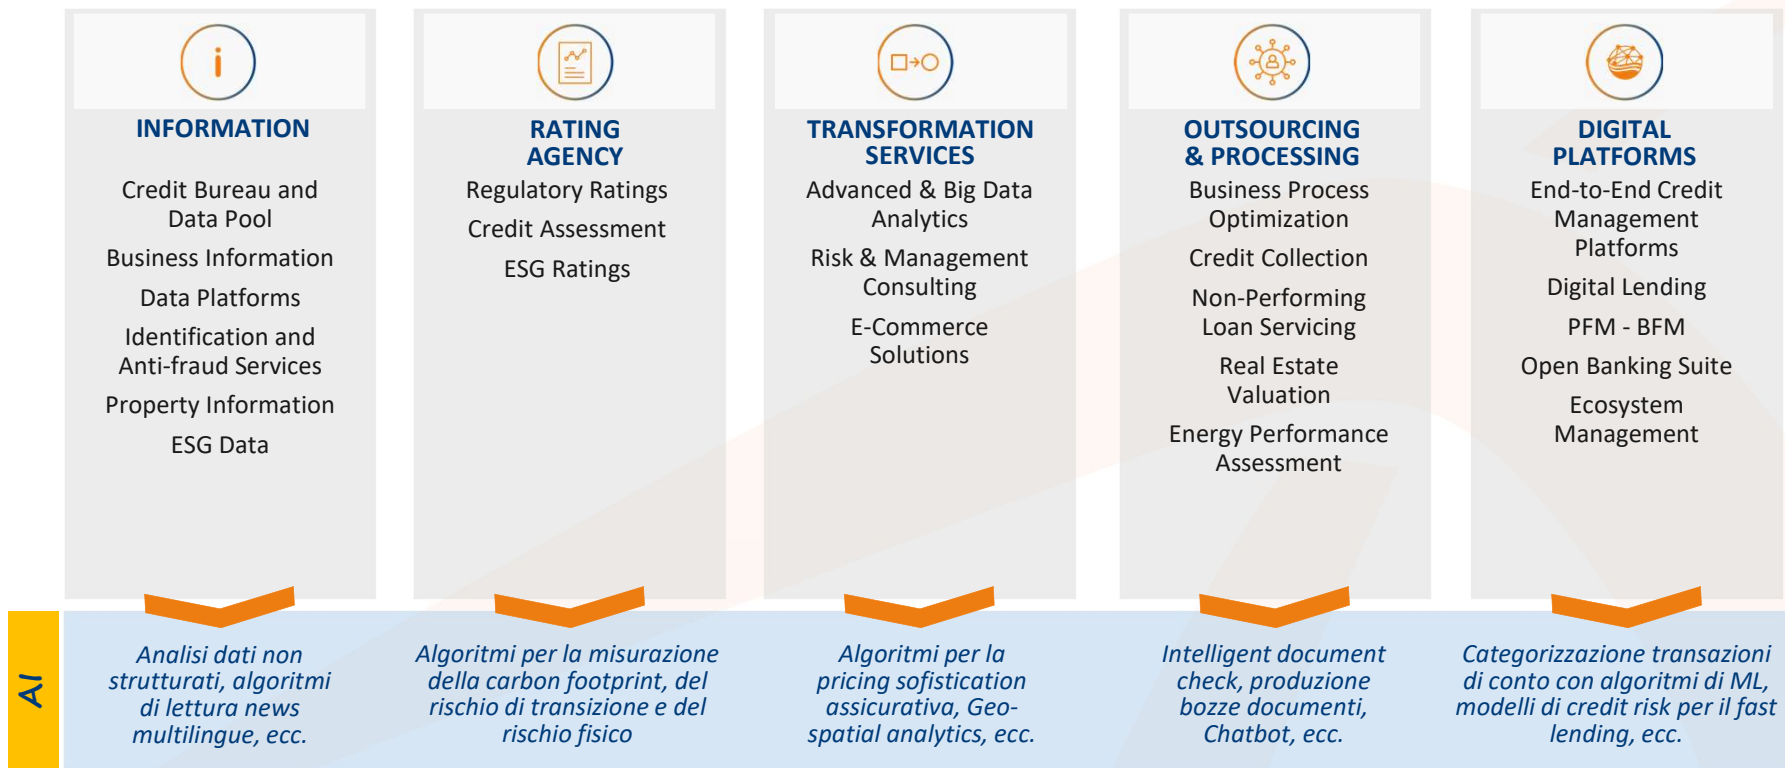 INFORMATION
Credit Bureau and
Data Pool
Business Information
Data Platforms
Identification and
Anti-fraud Services
Property Information
ESG Data
RATING
AGENCY
Regulatory Ratings
Credit Assessment
ESG Ratings
TRANSFORMATION
SERVICES
Advanced & Big Data
Analytics
Risk & Management
Consulting
E-Commerce
Solutions
OUTSOURCING
& PROCESSING
Business Process
Optimization
Credit Collection
Non-Performing
Loan Servicing
Real Estate
Valuation
Energy Performance
Assessment
DIGITAL
PLATFORMS
End-to-End Credit
Management
Platforms
Digital Lending
PFM - BFM
Open Banking Suite
Ecosystem
Management
AI
Analisi dati non
strutturati, algoritmi
di lettura news
multilingue, ecc.
Algoritmi per la misurazione
della carbon footprint, del
rischio di transizione e del
rischio fisico
Algoritmi per la
pricing sofistication
assicurativa, Geo-
spatial analytics, ecc.
Intelligent document
check, produzione
bozze documenti,
Chatbot, ecc.
Categorizzazione transazioni
di conto con algoritmi di ML,
modelli di credit risk per il fast
lending, ecc.